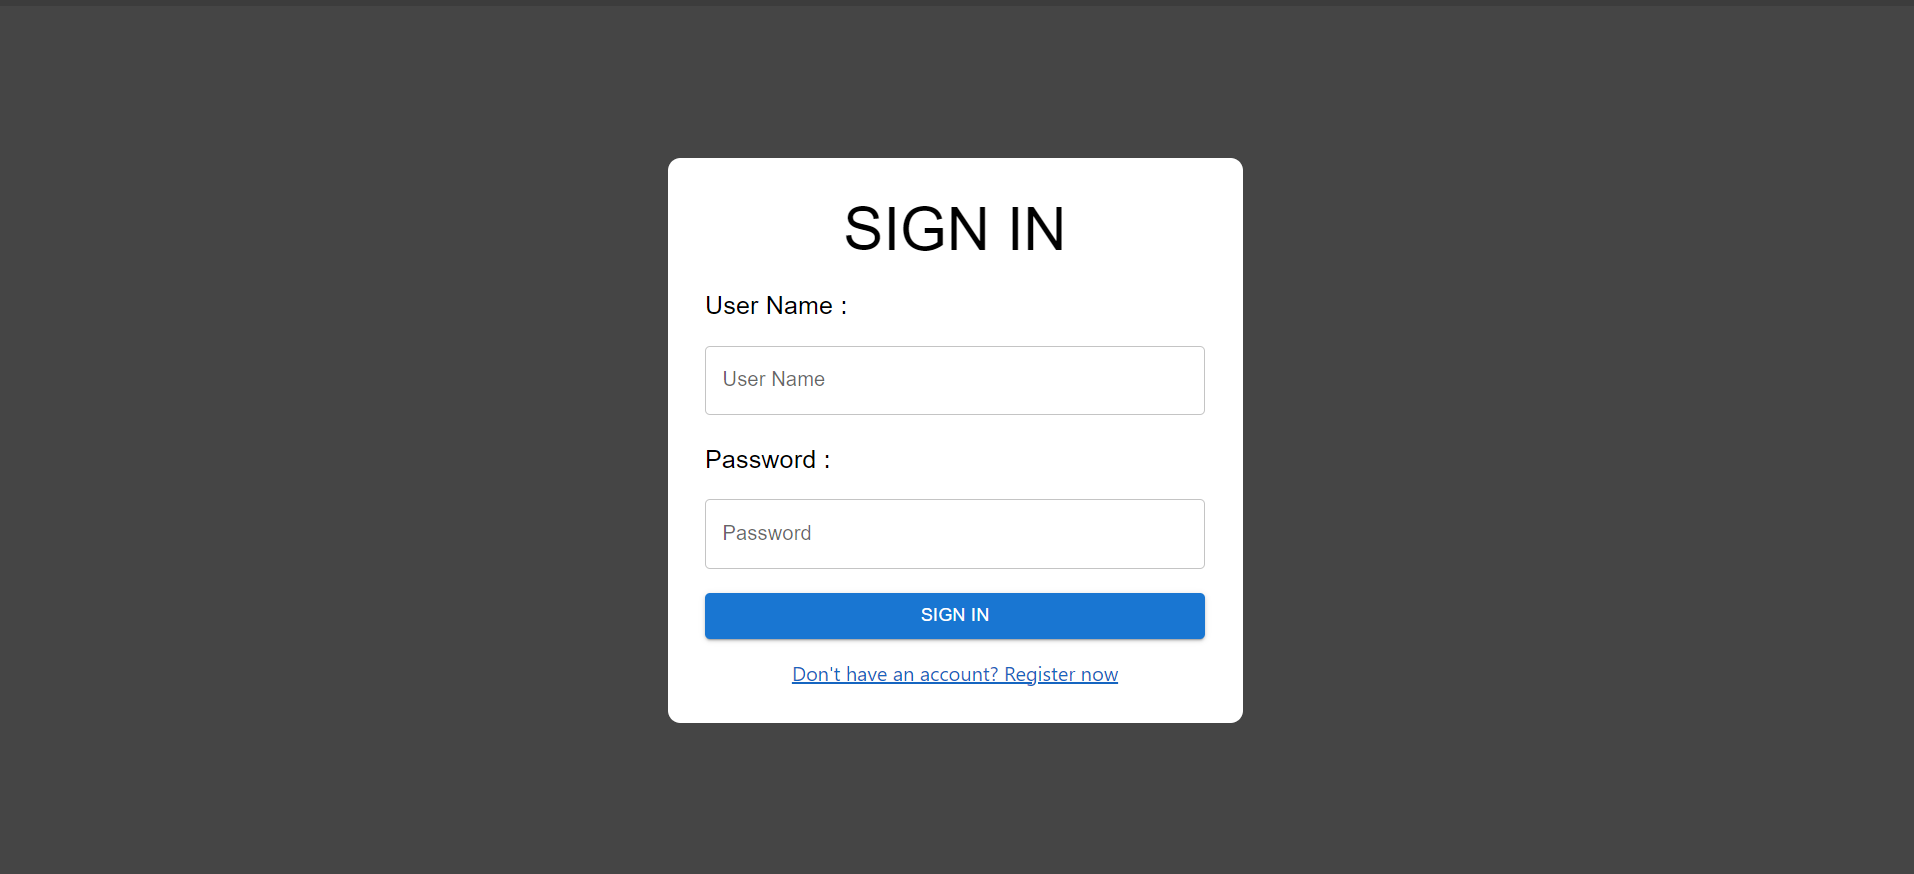 SIGN IN
User Name :
User Name
Password :
Password
SIGN IN
Don't have an account? Register now